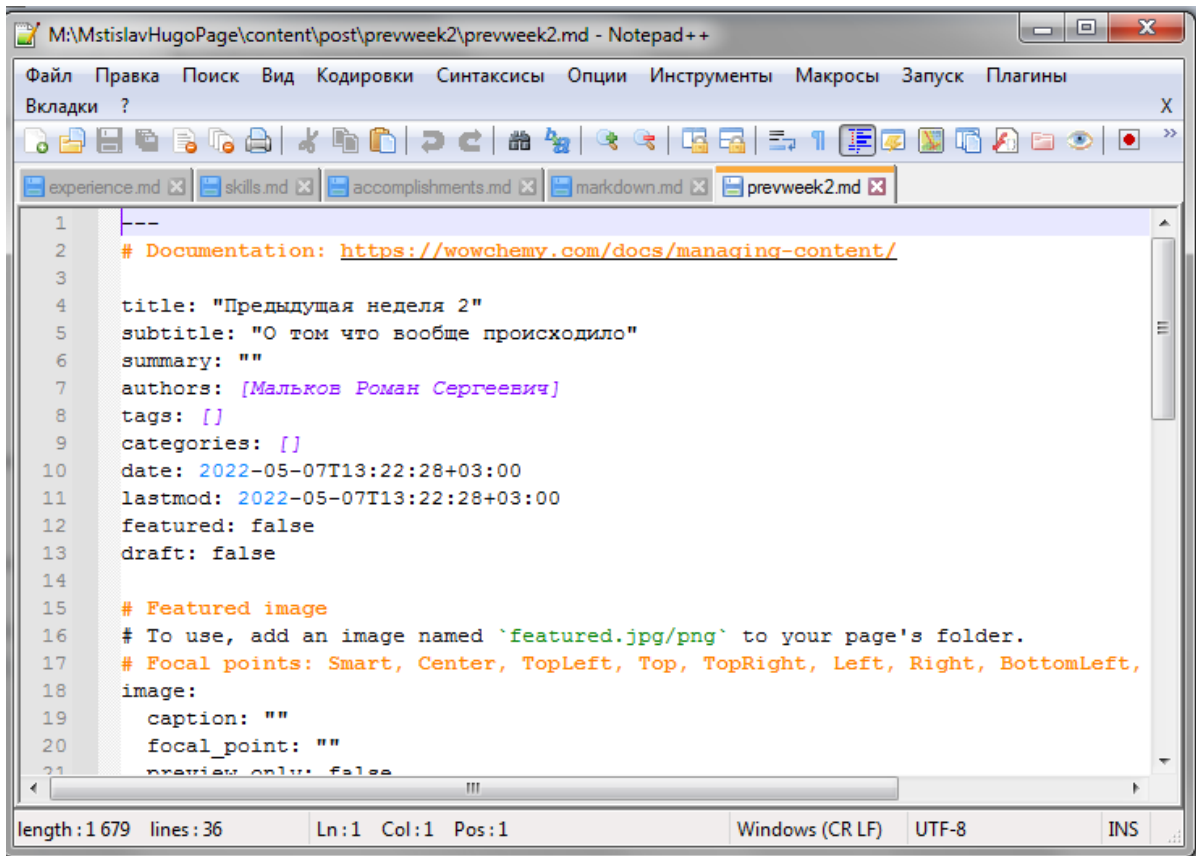 M:\MstislavHugoPage\content\post\prevweek2\prevweek2.md - Notepad++
Файл Правка Поиск Вид Кодировки Синтаксисы Опции Инструменты Макросы Запуск Плагины
Вкладки ? X
experience.md skills.md accomplishments.md markdown.md prevweek2.md
1 ---
2 # Documentation: https://wowchemy.com/docs/managing-content/
3
4 title: "Предыдущая неделя 2"
5 subtitle: "О том что вообще происходило"
6 summary: ""
7 authors: [Мальков Роман Сергеевич]
8 tags: []
9 categories: []
10 date: 2022-05-07T13:22:28+03:00
11 lastmod: 2022-05-07T13:22:28+03:00
12 featured: false
13 draft: false
14
15 # Featured image
16 # To use, add an image named `featured.jpg/png` to your page's folder.
17 # Focal points: Smart, Center, TopLeft, Top, TopRight, Left, Right, BottomLeft,
18 image:
19 caption: ""
20 focal_point: ""
21 preview_only: false
length : 1 679 lines : 36 Ln : 1 Col : 1 Pos : 1 Windows (CR LF) UTF-8 INS